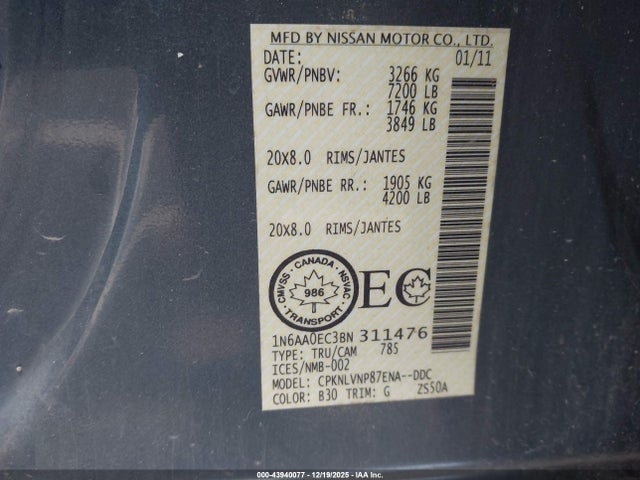 MFD BY NISSAN MOTOR CO., LTD.
DATE: 01/11
GVWR/PNBV: 3266 KG
7200 LB
GAWR/PNBE FR.: 1746 KG
3849 LB
20x8.0 RIMS/JANTES
GAWR/PNBE RR.: 1905 KG
4200 LB
20x8.0 RIMS/JANTES
CMVSS · CANADA · NSVAC
986
TRANSPORT
EC
1N6AA0EC3BN 311476
TYPE: TRU/CAM 785
ICES/NMB-002
MODEL: CPKNLVNP87ENA--DDC
COLOR: B30 TRIM: G ZS50A
000-43940077 - 12/19/2025 - IAA Inc.